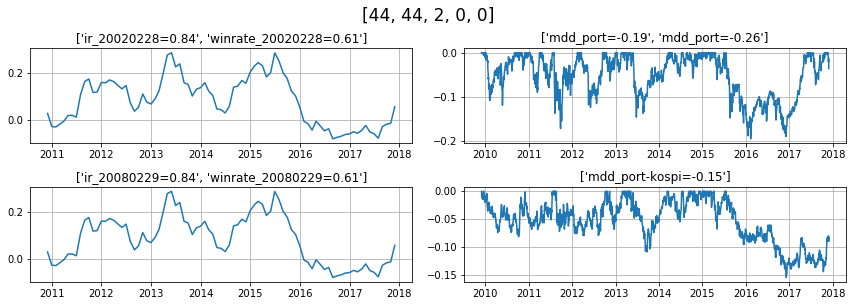 [44, 44, 2, 0, 0]
['ir_20020228=0.84', 'winrate_20020228=0.61']
0.2
0.0
2011 2012 2013 2014 2015 2016 2017 2018
['mdd_port=-0.19', 'mdd_port=-0.26']
0.0
−0.1
−0.2
2010 2011 2012 2013 2014 2015 2016 2017 2018
['ir_20080229=0.84', 'winrate_20080229=0.61']
0.2
0.0
2011 2012 2013 2014 2015 2016 2017 2018
['mdd_port-kospi=-0.15']
0.00
−0.05
−0.10
−0.15
2010 2011 2012 2013 2014 2015 2016 2017 2018